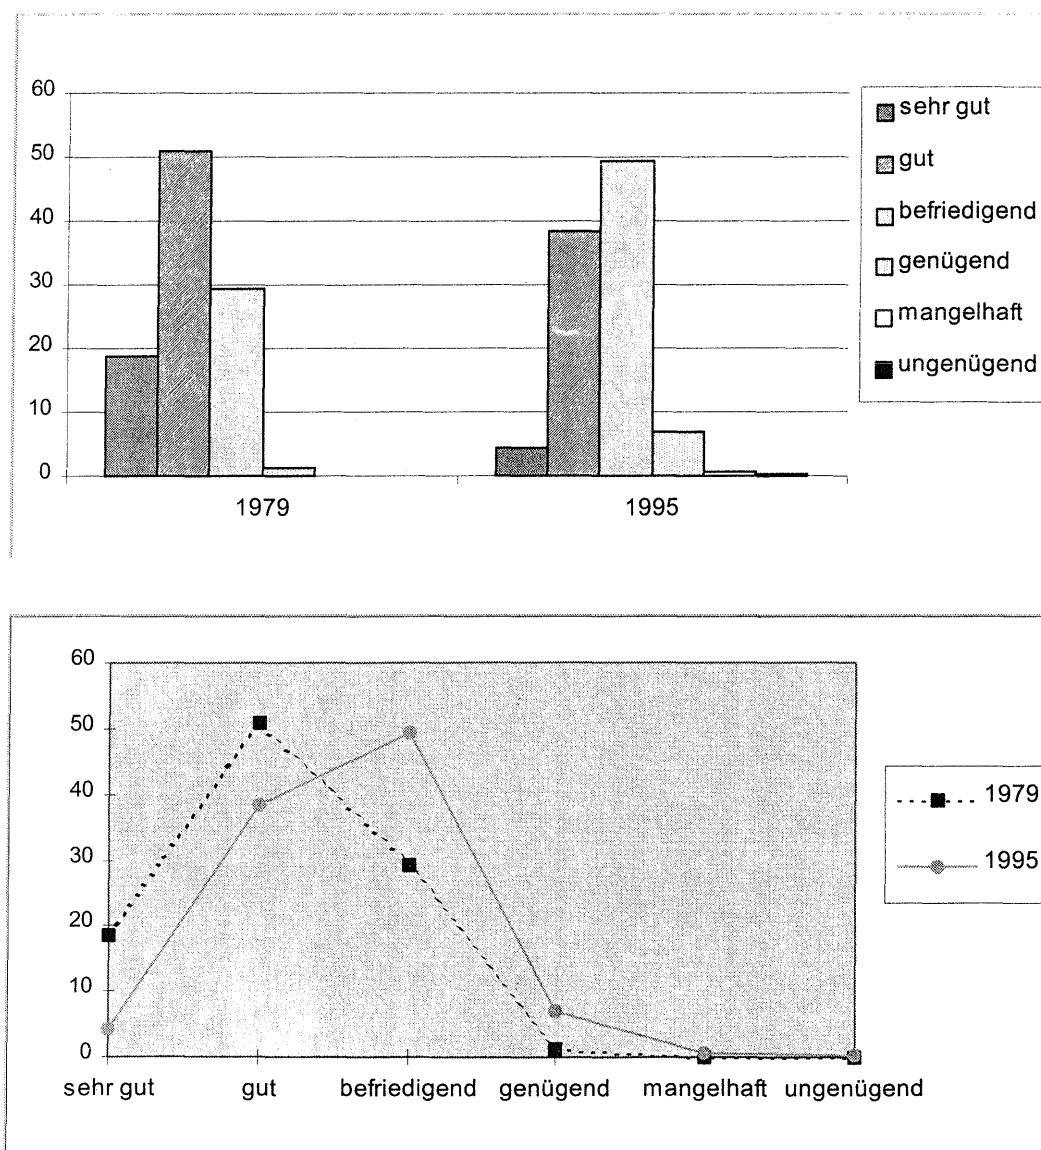 60
50
40
30
20
10
0
1979
1995
sehr gut
gut
befriedigend
genügend
mangelhaft
ungenügend
60
50
40
30
20
10
0
sehr gut gut befriedigend genügend mangelhaft ungenügend
1979
1995